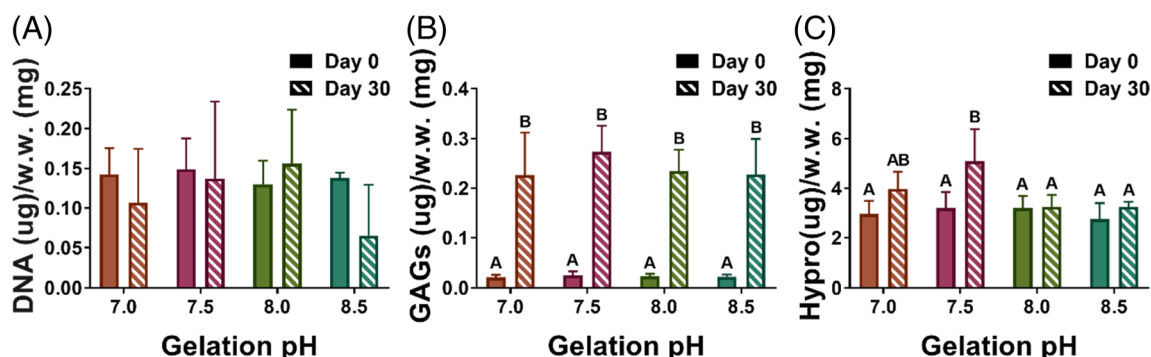 (A)
Day 0
Day 30
DNA (ug)/w.w. (mg)
0.25
0.20
0.15
0.10
0.05
0.00
7.0 7.5 8.0 8.5
Gelation pH
(B)
Day 0
Day 30
GAGs (ug)/w.w. (mg)
0.4
0.3
0.2
0.1
0.0
A B A B A B A B
7.0 7.5 8.0 8.5
Gelation pH
(C)
Day 0
Day 30
Hypro(ug)/w.w. (mg)
8
6
4
2
0
A AB A B A A A A
7.0 7.5 8.0 8.5
Gelation pH